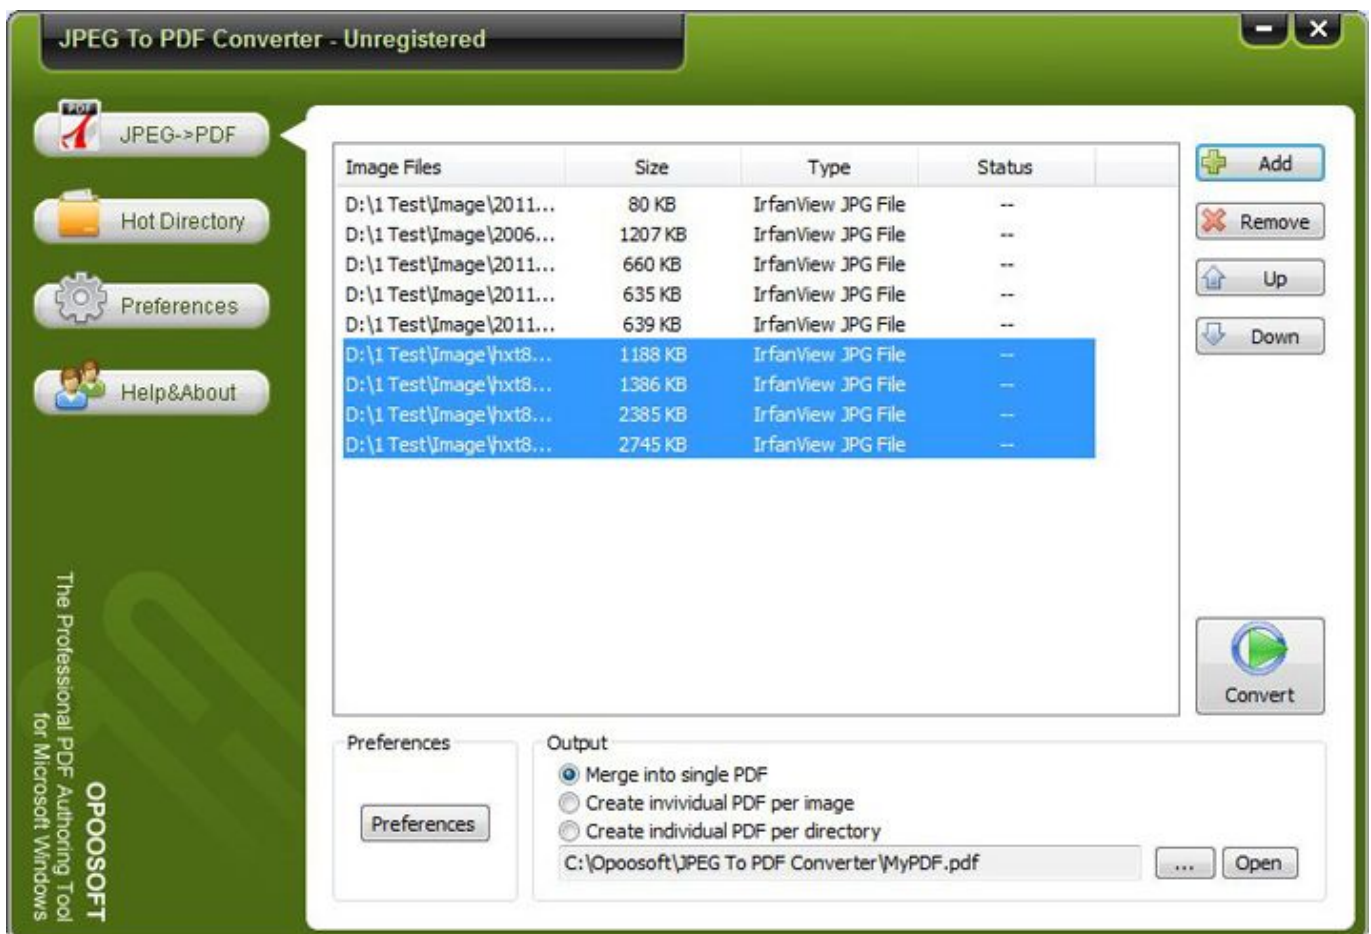 JPEG To PDF Converter - Unregistered
PDF
JPEG->PDF
Hot Directory
Preferences
Help&About
Image Files Size Type Status
D:\1 Test\Image\2011... 80 KB IrfanView JPG File --
D:\1 Test\Image\2006... 1207 KB IrfanView JPG File --
D:\1 Test\Image\2011... 660 KB IrfanView JPG File --
D:\1 Test\Image\2011... 635 KB IrfanView JPG File --
D:\1 Test\Image\2011... 639 KB IrfanView JPG File --
D:\1 Test\Image\hxt8... 1188 KB IrfanView JPG File --
D:\1 Test\Image\hxt8... 1386 KB IrfanView JPG File --
D:\1 Test\Image\hxt8... 2385 KB IrfanView JPG File --
D:\1 Test\Image\hxt8... 2745 KB IrfanView JPG File --
Add
Remove
Up
Down
Convert
Preferences
Preferences
Output
Merge into single PDF
Create invividual PDF per image
Create individual PDF per directory
C:\Opoosoft\JPEG To PDF Converter\MyPDF.pdf
...
Open
OPOOSOFT
The Professional PDF Authoring Tool
for Microsoft Windows